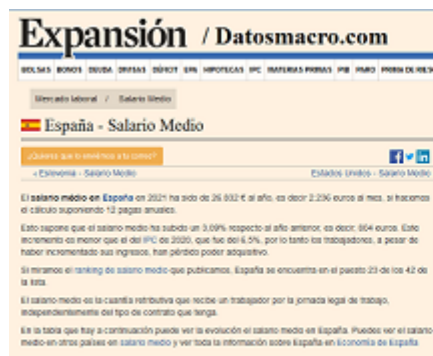 Expansión / Datosmacro.com
BOLSAS BONOS DEUDA DIVISAS DÉFICIT EPA HIPOTECAS IPC MATERIAS PRIMAS PIB PARO PRIMA DE RIES
Mercado laboral / Salario Medio
España - Salario Medio
¿Quieres que lo enviemos a tu correo?
< Eslovenia - Salario Medio Estados Unidos - Salario Medio
El salario medio en España en 2021 ha sido de 26.832 € al año, es decir 2.236 euros al mes, si hacemos
el cálculo suponiendo 12 pagas anuales.
Esto supone que el salario medio ha subido un 3,09% respecto al año anterior, es decir, 804 euros. Este
incremento es menor que el del IPC de 2020, que fue del 6,5%, por lo tanto los trabajadores, a pesar de
haber incrementado sus ingresos, han pérdido poder adquisitivo.
Si miramos el ranking de salario medio que publicamos, España se encuentra en el puesto 23 de los 42 de
la lista.
El salario medio es la cuantía retributiva que recibe un trabajador por la jornada legal de trabajo,
independientemente del tipo de contrato que tenga.
En la tabla que hay a continuación puede ver la evolución el salario medio en España. Puedes ver el salario
medio en otros países en salario medio y ver toda la información sobre España en Economía de España